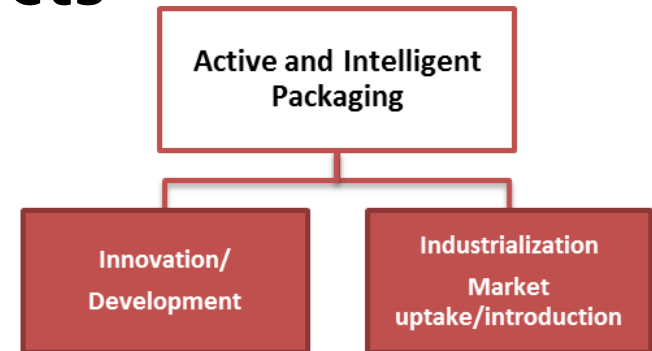 Active and Intelligent
Packaging
Innovation/
Development
Industrialization
Market
uptake/introduction